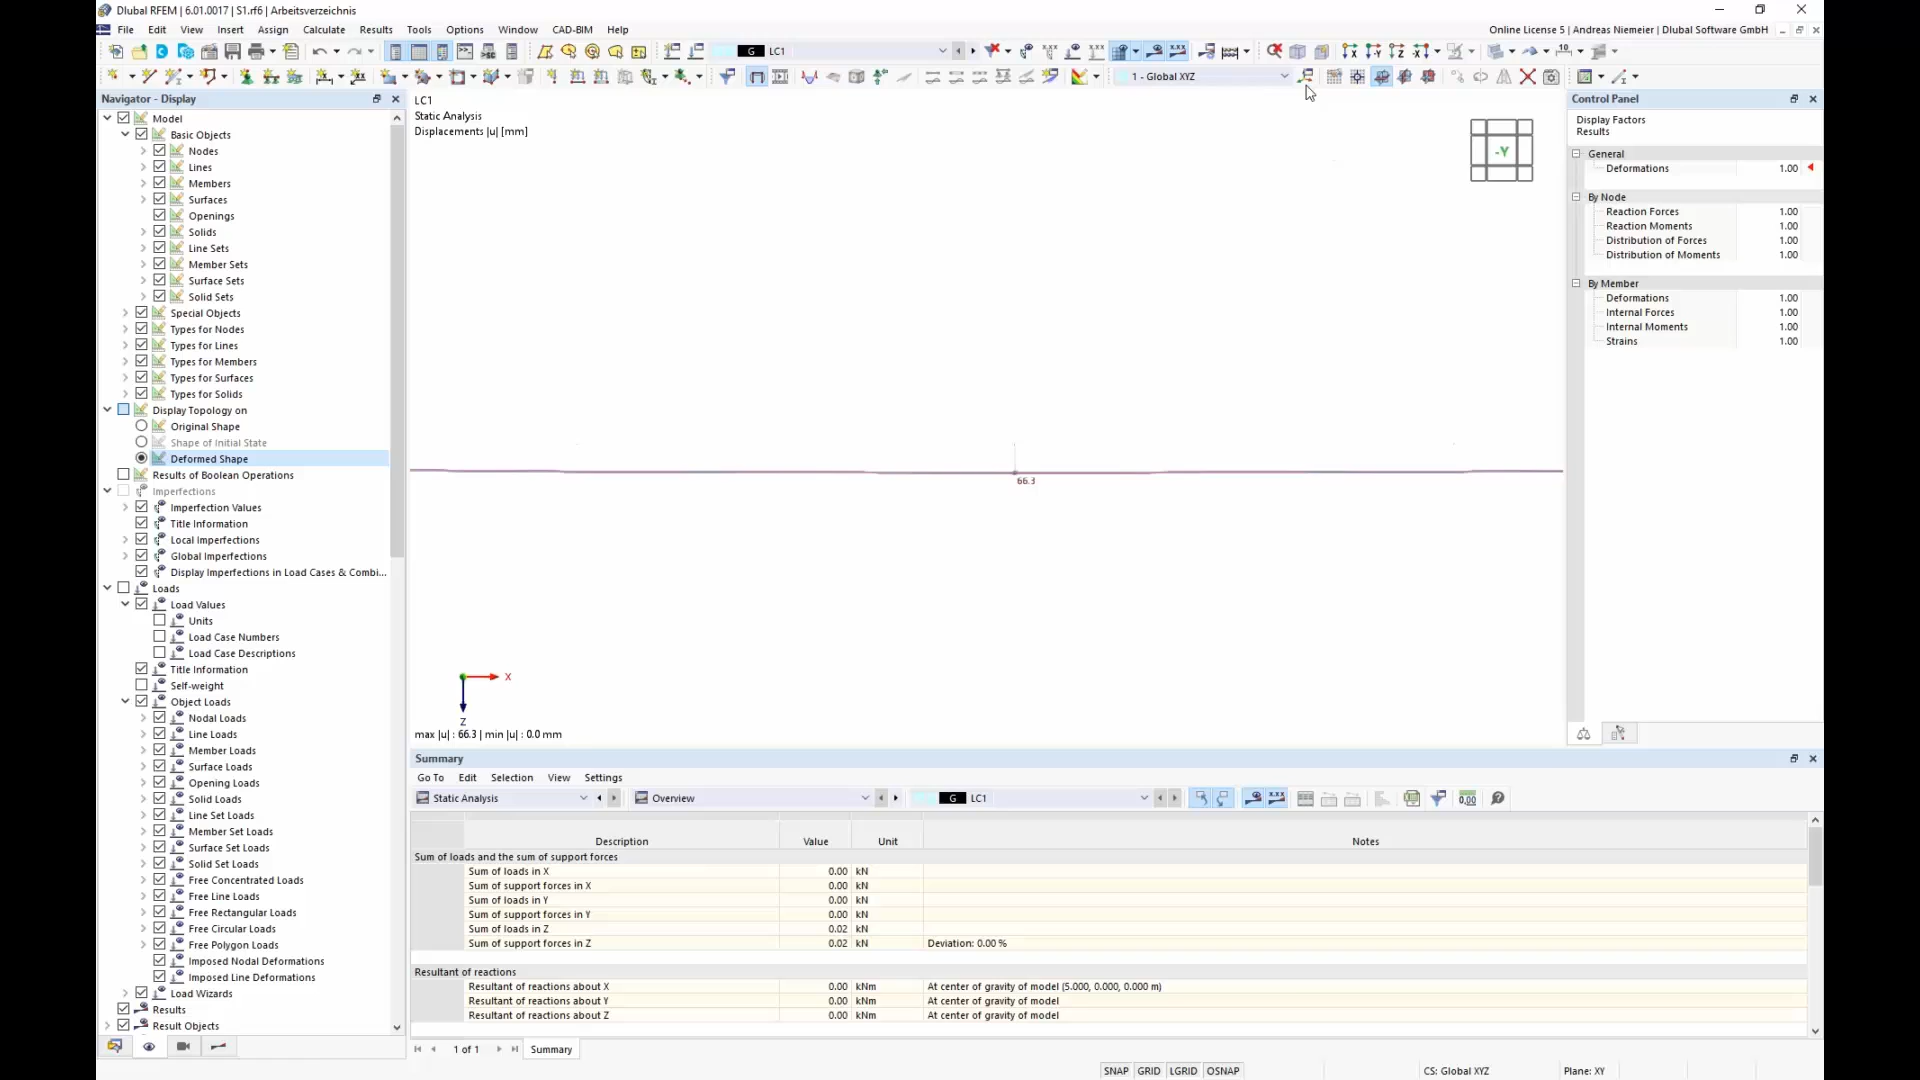 Dlubal RFEM | 6.01.0017 | S1.rf6 | Arbeitsverzeichnis
File Edit View Insert Assign Calculate Results Tools Options Window CAD-BIM Help
Online License 5 | Andreas Niemeier | Dlubal Software GmbH
G LC1
1 - Global XYZ
Navigator - Display
Model
Basic Objects
Nodes
Lines
Members
Surfaces
Openings
Solids
Line Sets
Member Sets
Surface Sets
Solid Sets
Special Objects
Types for Nodes
Types for Lines
Types for Members
Types for Surfaces
Types for Solids
Display Topology on
Original Shape
Shape of Initial State
Deformed Shape
Results of Boolean Operations
Imperfections
Imperfection Values
Title Information
Local Imperfections
Global Imperfections
Display Imperfections in Load Cases & Combi...
Loads
Load Values
Units
Load Case Numbers
Load Case Descriptions
Title Information
Self-weight
Object Loads
Nodal Loads
Line Loads
Member Loads
Surface Loads
Opening Loads
Solid Loads
Line Set Loads
Member Set Loads
Surface Set Loads
Solid Set Loads
Free Concentrated Loads
Free Line Loads
Free Rectangular Loads
Free Circular Loads
Free Polygon Loads
Imposed Nodal Deformations
Imposed Line Deformations
Load Wizards
Results
Result Objects
LC1
Static Analysis
Displacements |u| [mm]
-Y
66.3
X
Z
max |u| : 66.3 | min |u| : 0.0 mm
Control Panel
Display Factors
Results
General
Deformations 1.00
By Node
Reaction Forces 1.00
Reaction Moments 1.00
Distribution of Forces 1.00
Distribution of Moments 1.00
By Member
Deformations 1.00
Internal Forces 1.00
Internal Moments 1.00
Strains 1.00
Summary
Go To Edit Selection View Settings
Static Analysis Overview G LC1
Description Value Unit Notes
Sum of loads and the sum of support forces
Sum of loads in X 0.00 kN
Sum of support forces in X 0.00 kN
Sum of loads in Y 0.00 kN
Sum of support forces in Y 0.00 kN
Sum of loads in Z 0.02 kN
Sum of support forces in Z 0.02 kN Deviation: 0.00 %
Resultant of reactions
Resultant of reactions about X 0.00 kNm At center of gravity of model (5.000, 0.000, 0.000 m)
Resultant of reactions about Y 0.00 kNm At center of gravity of model
Resultant of reactions about Z 0.00 kNm At center of gravity of model
1 of 1 Summary
SNAP GRID LGRID OSNAP CS: Global XYZ Plane: XY